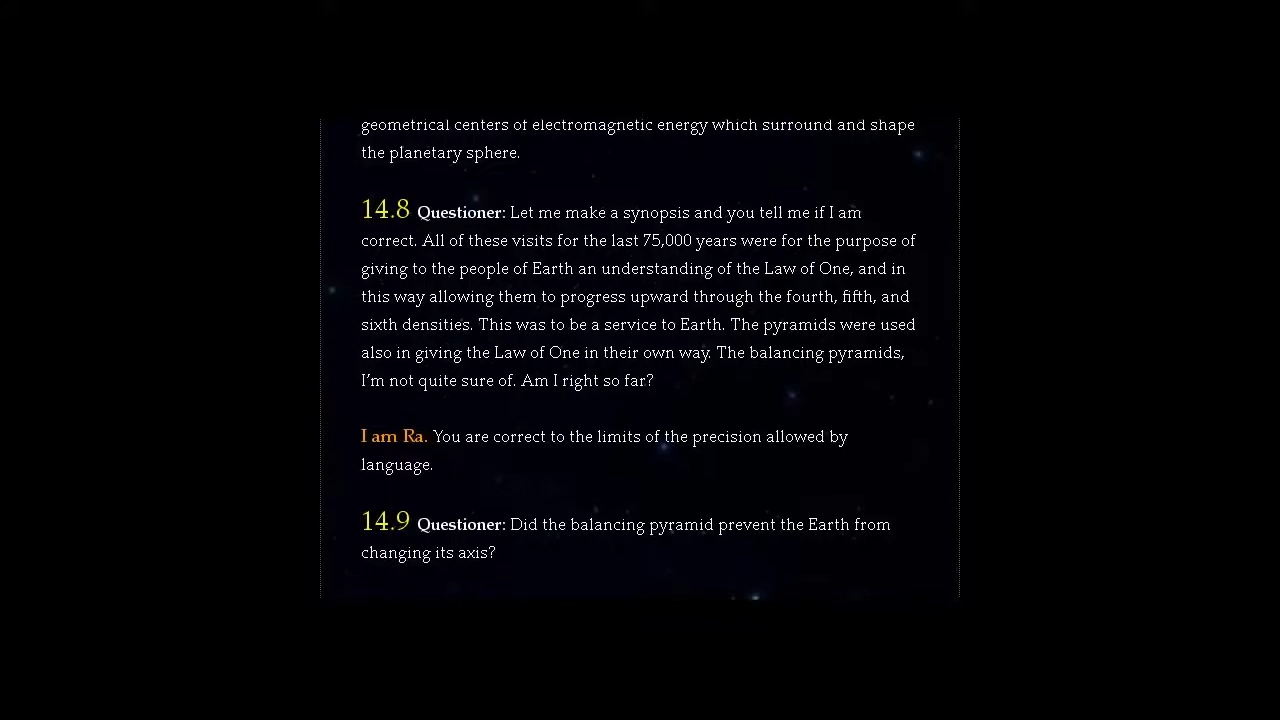 geometrical centers of electromagnetic energy which surround and shape
the planetary sphere.
14.8 Questioner: Let me make a synopsis and you tell me if I am
correct. All of these visits for the last 75,000 years were for the purpose of
giving to the people of Earth an understanding of the Law of One, and in
this way allowing them to progress upward through the fourth, fifth, and
sixth densities. This was to be a service to Earth. The pyramids were used
also in giving the Law of One in their own way. The balancing pyramids,
I’m not quite sure of. Am I right so far?
I am Ra. You are correct to the limits of the precision allowed by
language.
14.9 Questioner: Did the balancing pyramid prevent the Earth from
changing its axis?